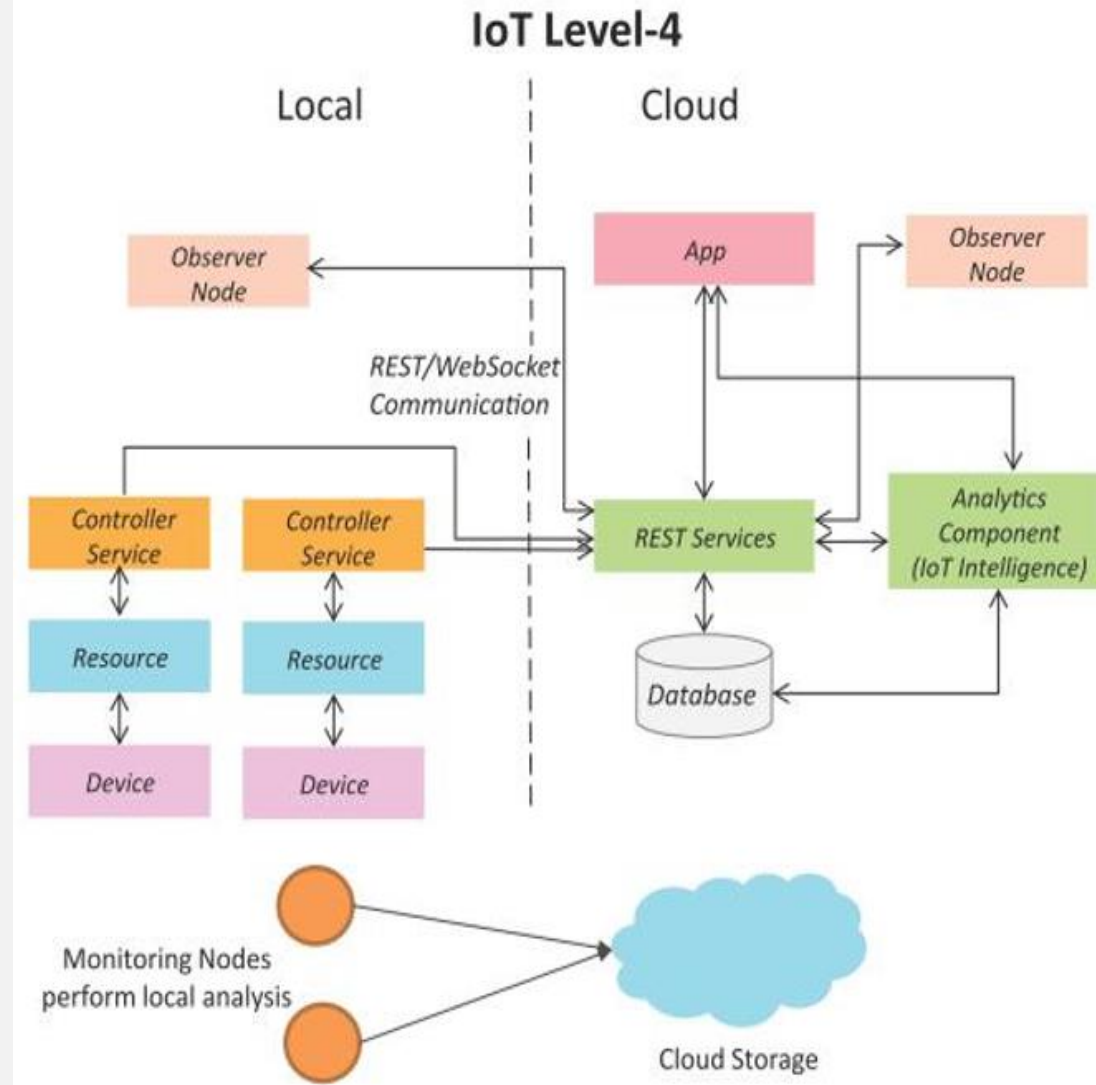 IoT Level-4
Local
Cloud
Observer
Node
App
Observer
Node
REST/WebSocket
Communication
Controller
Service
Controller
Service
REST Services
Analytics
Component
(IoT Intelligence)
Resource
Resource
Database
Device
Device
Monitoring Nodes
perform local analysis
Cloud Storage